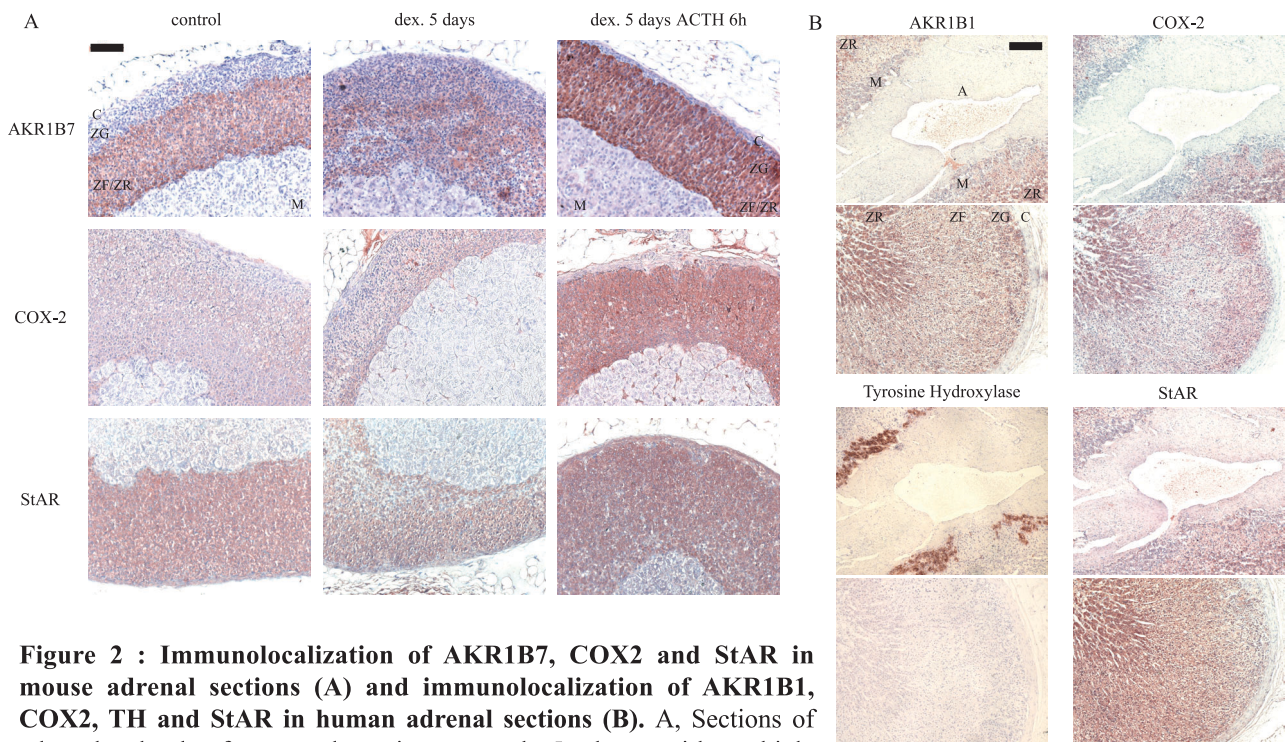 A
control
dex. 5 days
dex. 5 days ACTH 6h
AKR1B7
C
ZG
ZF/ZR
M
C
ZG
ZF/ZR
M
COX-2
StAR
B
AKR1B1
COX-2
ZR
M
A
M
ZR
ZR
ZF
ZG
C
Tyrosine Hydroxylase
StAR
Figure 2 : Immunolocalization of AKR1B7, COX2 and StAR in
mouse adrenal sections (A) and immunolocalization of AKR1B1,
COX2, TH and StAR in human adrenal sections (B). A, Sections of